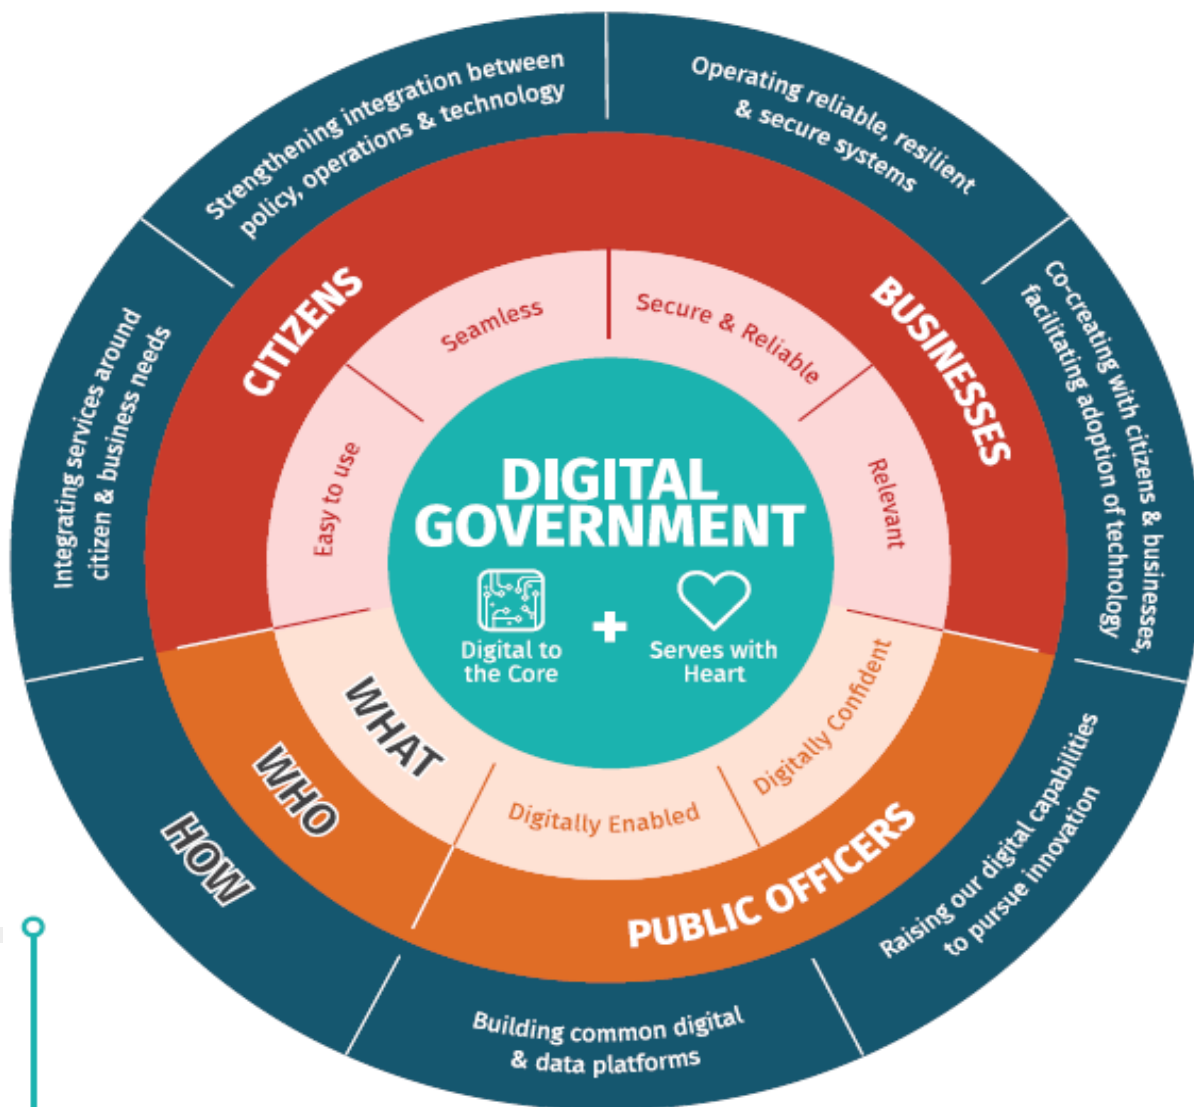 Strengthening integration between
policy, operations & technology
Operating reliable, resilient
& secure systems
Integrating services around
citizen & business needs
Co-creating with citizens & businesses,
facilitating adoption of technology
CITIZENS
BUSINESSES
Seamless
Secure & Reliable
Easy to use
Relevant
DIGITAL
GOVERNMENT
Digital to
the Core
+
Serves with
Heart
WHAT
WHO
HOW
Digitally Enabled
Digitally Confident
PUBLIC OFFICERS
Raising our digital capabilities
to pursue innovation
Building common digital
& data platforms